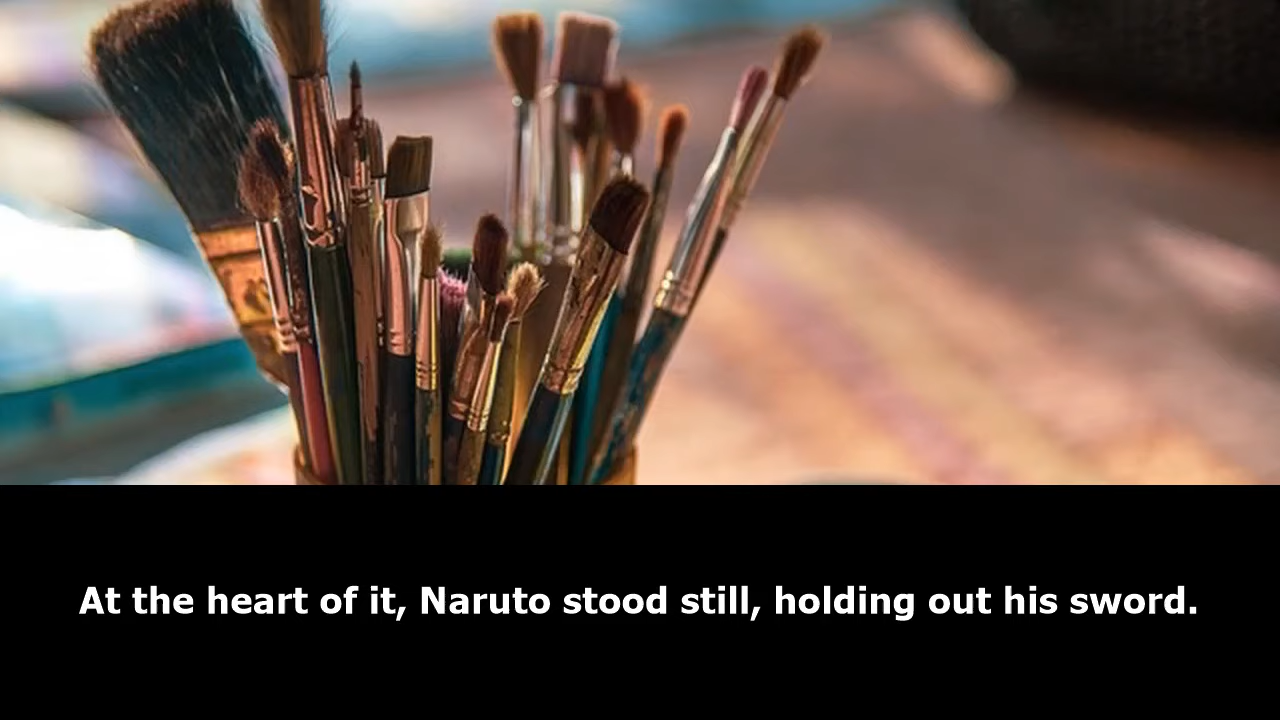 At the heart of it, Naruto stood still, holding out his sword.